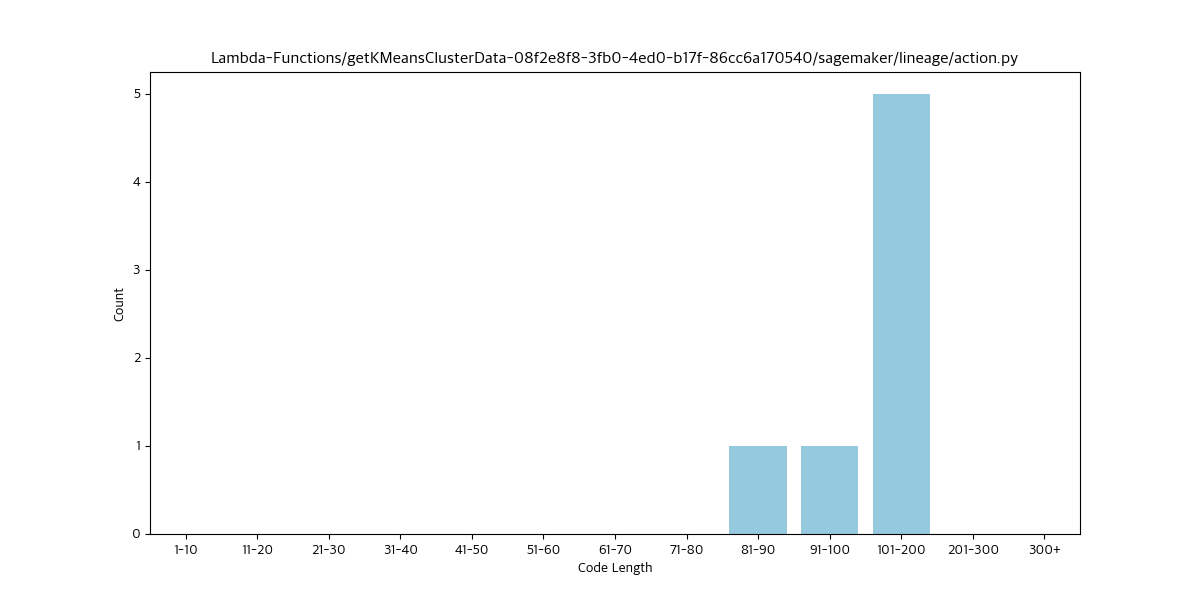 Lambda-Functions/getKMeansClusterData-08f2e8f8-3fb0-4ed0-b17f-86cc6a170540/sagemaker/lineage/action.py
5
4
3
2
1
0
Count
1-10 11-20 21-30 31-40 41-50 51-60 61-70 71-80 81-90 91-100 101-200 201-300 300+
Code Length